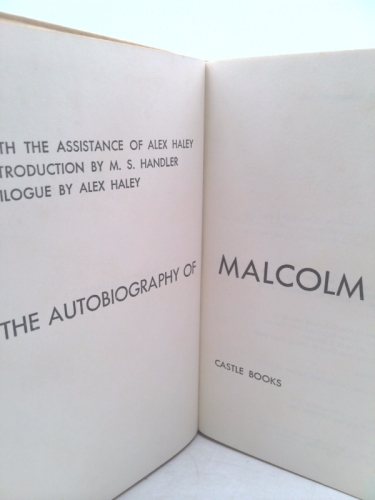 TH THE ASSISTANCE OF ALEX HALEY
TRODUCTION BY M. S. HANDLER
ILOGUE BY ALEX HALEY
THE AUTOBIOGRAPHY OF MALCOLM
CASTLE BOOKS